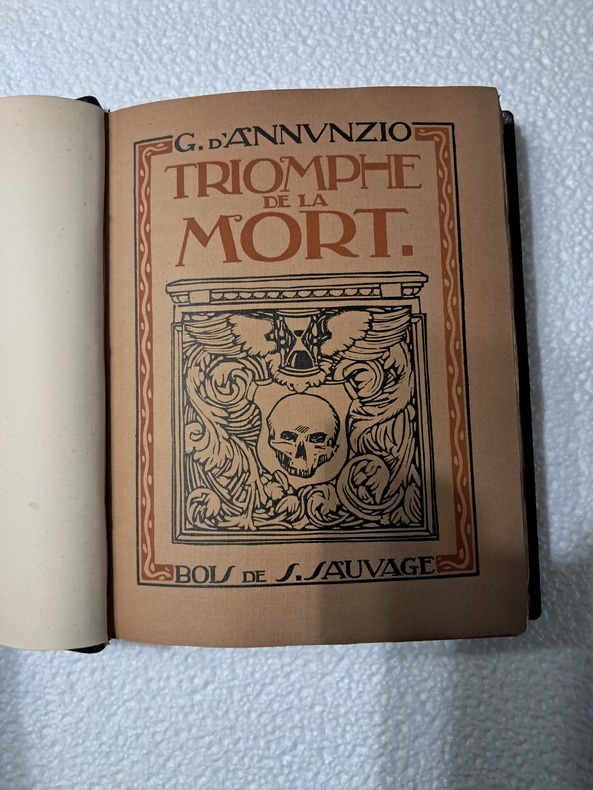 G. D'ANNVNZIO
TRIOMPHE
DE LA
MORT.
BOIS DE S. SAUVAGE